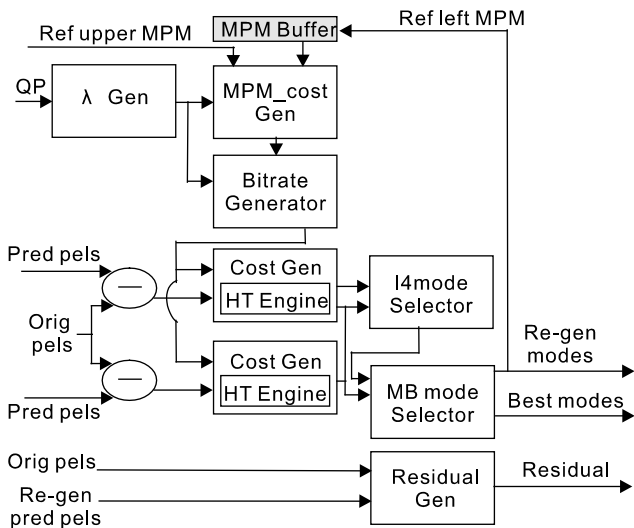 Ref upper MPM
MPM Buffer
Ref left MPM
QP
λ Gen
MPM_cost
Gen
Bitrate
Generator
Pred pels
Cost Gen
HT Engine
I4mode
Selector
Orig
pels
Cost Gen
HT Engine
Pred pels
MB mode
Selector
Re-gen
modes
Best modes
Orig pels
Re-gen
pred pels
Residual
Gen
Residual